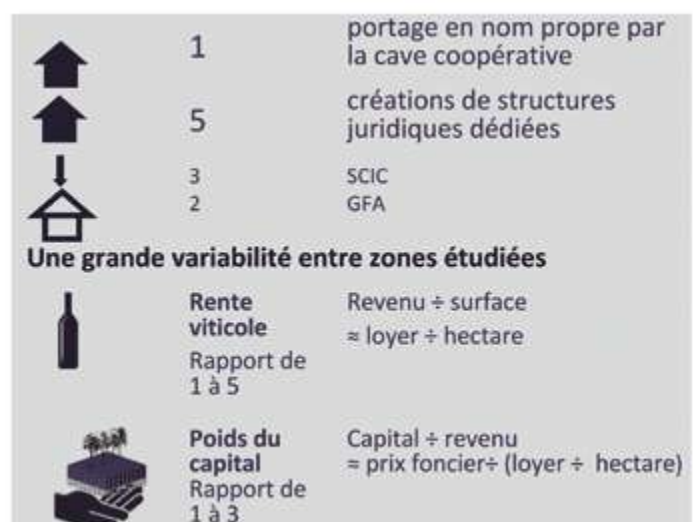 1 portage en nom propre par
la cave coopérative
5 créations de structures
juridiques dédiées
3 SCIC
2 GFA
Une grande variabilité entre zones étudiées
Rente
viticole
Rapport de
1 à 5
Revenu ÷ surface
≈ loyer ÷ hectare
Poids du
capital
Rapport de
1 à 3
Capital ÷ revenu
≈ prix foncier÷ (loyer ÷ hectare)